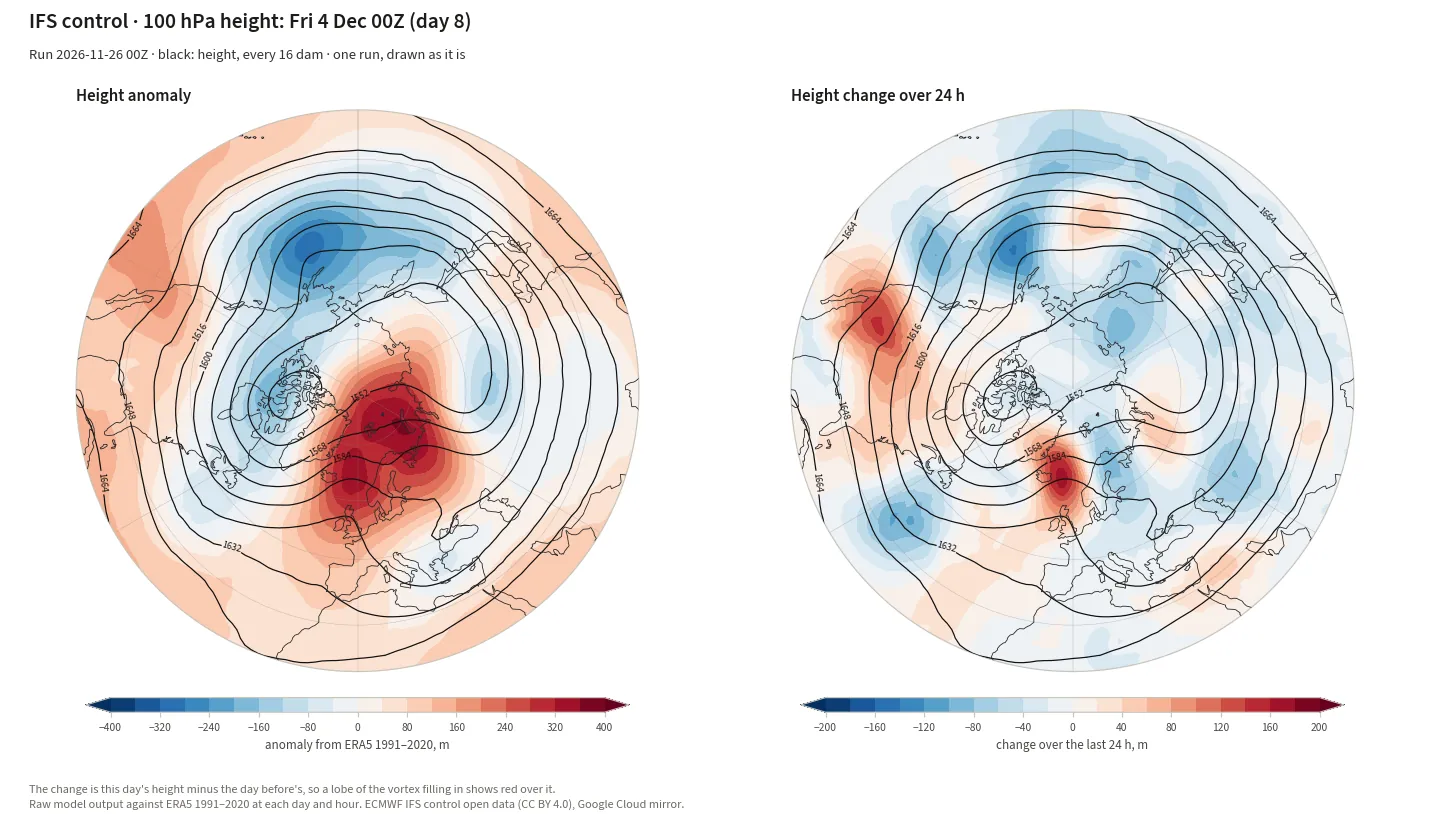 IFS control · 100 hPa height: Fri 4 Dec 00Z (day 8)
Run 2026-11-26 00Z · black: height, every 16 dam · one run, drawn as it is
Height anomaly
Height change over 24 h
1664
1664
1616
1600
1648
1552
1568
1584
1664
1632
1664
1664
1616
1600
1648
1552
1568
1584
1664
1632
−400 −320 −240 −160 −80 0 80 160 240 320 400
anomaly from ERA5 1991–2020, m
−200 −160 −120 −80 −40 0 40 80 120 160 200
change over the last 24 h, m
The change is this day's height minus the day before's, so a lobe of the vortex filling in shows red over it.
Raw model output against ERA5 1991–2020 at each day and hour. ECMWF IFS control open data (CC BY 4.0), Google Cloud mirror.